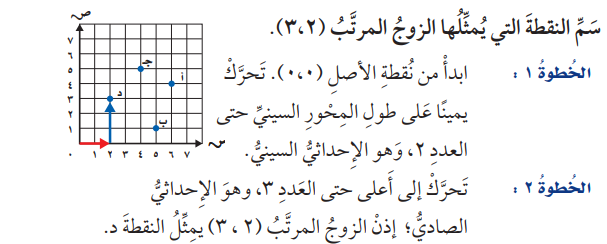 سَمِّ النقطةَ التي يُمثِّلُها الزوجُ المرتَّبُ (٣،٢).
الخُطوةُ ١ : ابدأْ من نُقطةِ الأصلِ (٠،٠). تَحرَّكْ
يمينًا عَلى طولِ المِحْورِ السينيِّ حتى
العددِ ٢، وَهو الإحداثيُّ السينيُّ.
الخُطوةُ ٢ : تَحرَّكْ إلى أَعلى حتى العَددِ ٣، وهوَ الإحداثيُّ
الصاديُّ؛ إذنْ الزوجُ المرتَّبُ (٢ ، ٣) يمثِّلُ النقطةَ د.
ص
٧
٦
٥
٤
٣
٢
١
جـ
أ
د
ب
٠ ١ ٢ ٣ ٤ ٥ ٦ ٧
س